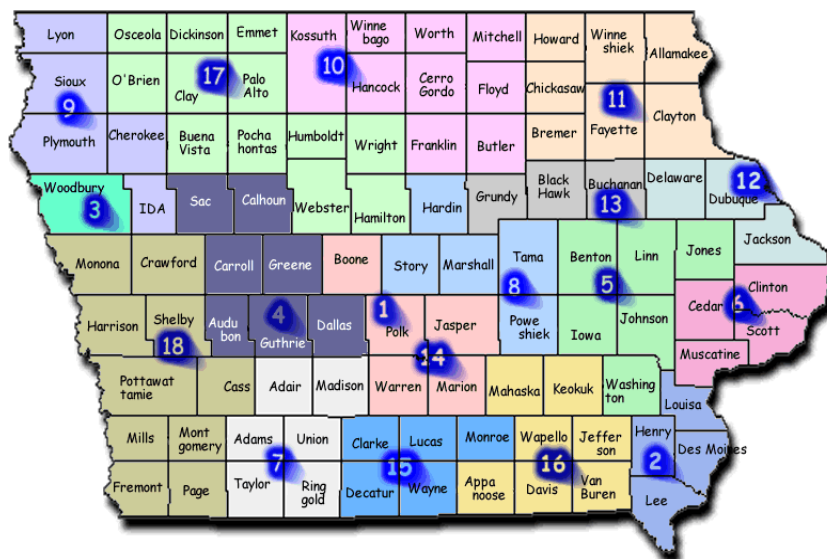 Lyon
Osceola
Dickinson
Emmet
Kossuth
Winne
bago
Worth
Mitchell
Howard
Winne
shiek
Allamakee
Sioux
O'Brien
17
Clay
Palo
Alto
10
Hancock
Cerro
Gordo
Floyd
Chickasaw
11
Fayette
Clayton
9
Plymouth
Cherokee
Buena
Vista
Pocha
hontas
Humboldt
Wright
Franklin
Butler
Bremer
Woodbury
3
IDA
Sac
Calhoun
Webster
Hamilton
Hardin
Grundy
Black
Hawk
Buchanan
13
Delaware
12
Dubuque
Monona
Crawford
Carroll
Greene
Boone
Story
Marshall
Tama
8
Benton
5
Linn
Jones
Jackson
Harrison
Shelby
18
Audu
bon
4
Guthrie
Dallas
1
Polk
Jasper
14
Powe
shiek
Iowa
Johnson
Cedar
6
Clinton
Scott
Muscatine
Pottawat
tamie
Cass
Adair
Madison
Warren
Marion
Mahaska
Keokuk
Washing
ton
Louisa
Mills
Mont
gomery
Adams
Union
7
Clarke
Lucas
15
Monroe
Wapello
Jeffer
son
16
Henry
2
Des Moines
Fremont
Page
Taylor
Ring
gold
Decatur
Wayne
Appa
noose
Davis
Van
Buren
Lee